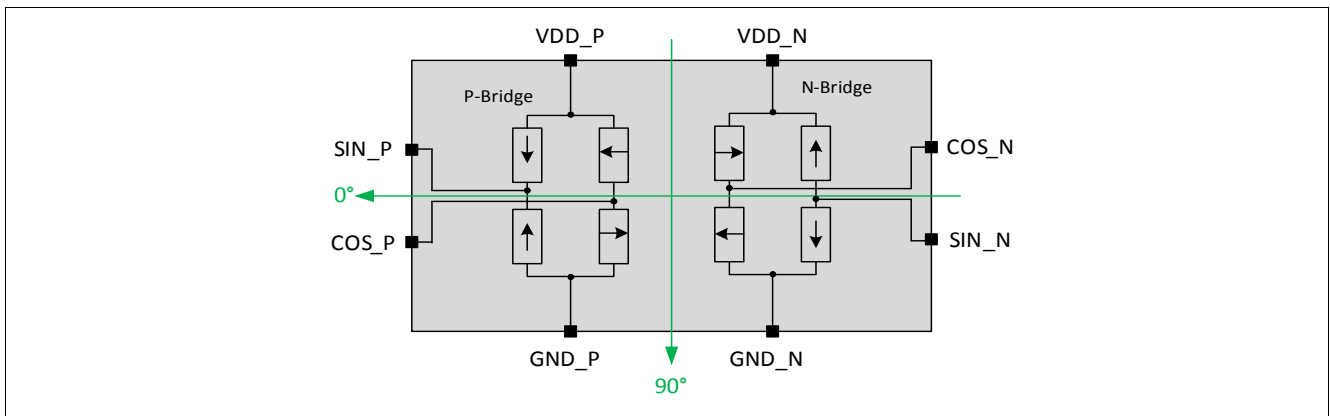 VDD_P
VDD_N
P-Bridge
N-Bridge
SIN_P
COS_N
0°
COS_P
SIN_N
GND_P
GND_N
90°